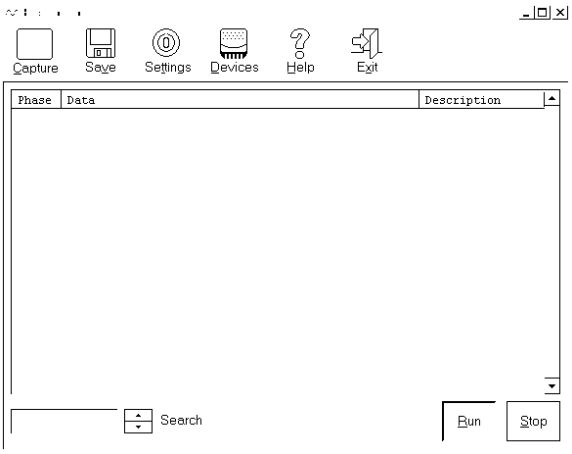 Capture Save Settings Devices Help Exit
Phase Data Description
Search Run Stop